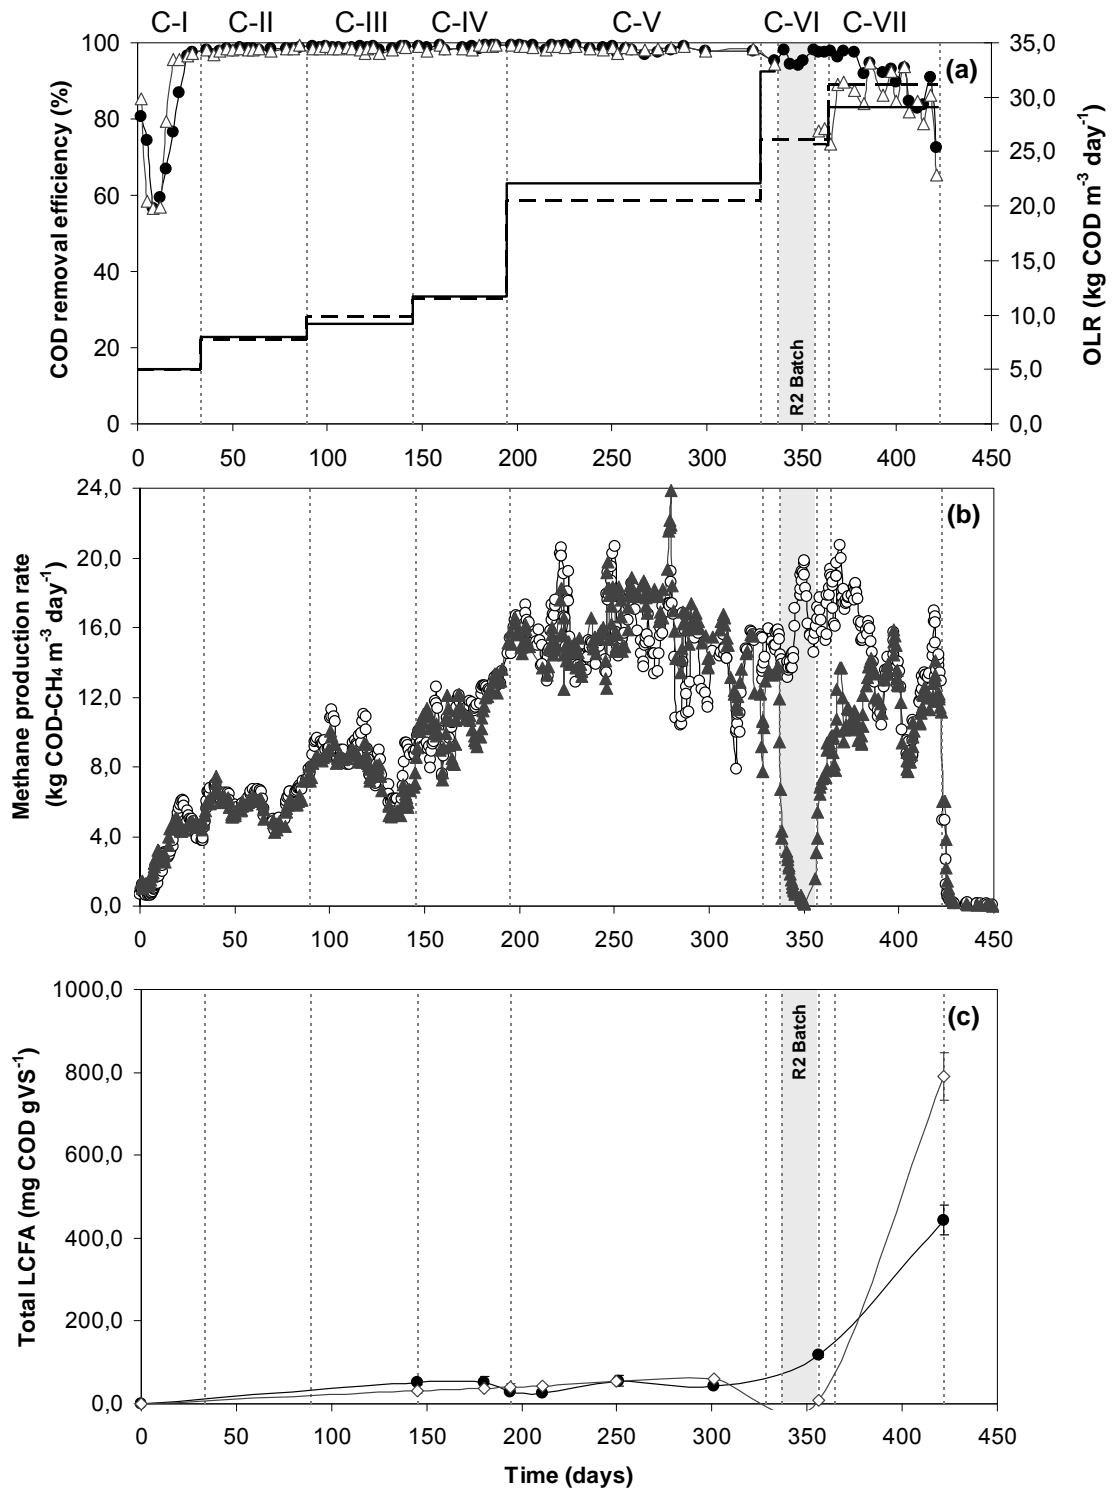 C-I C-II C-III C-IV C-V C-VI C-VII
(a)
COD removal efficiency (%)
100
80
60
40
20
0
35,0
30,0
25,0
20,0
15,0
10,0
5,0
0,0
OLR (kg COD m⁻³ day⁻¹)
R2 Batch
0 50 100 150 200 250 300 350 400 450
(b)
Methane production rate
(kg COD-CH₄ m⁻³ day⁻¹)
24,0
20,0
16,0
12,0
8,0
4,0
0,0
0 50 100 150 200 250 300 350 400 450
(c)
Total LCFA (mg COD gVS⁻¹)
1000,0
800,0
600,0
400,0
200,0
0,0
R2 Batch
0 50 100 150 200 250 300 350 400 450
Time (days)